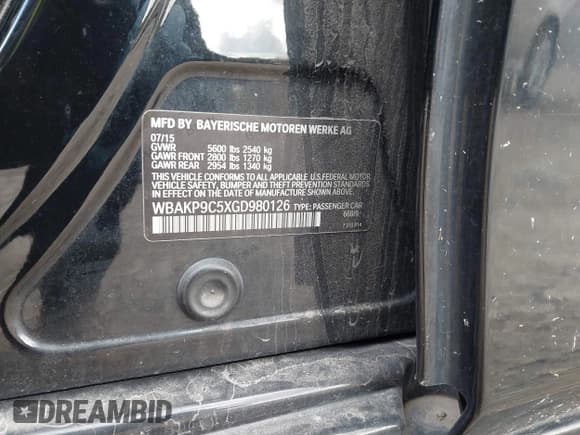 MFD BY BAYERISCHE MOTOREN WERKE AG
07/15
GVWR 5600 lbs 2540 kg
GAWR FRONT 2800 lbs 1270 kg
GAWR REAR 2954 lbs 1340 kg
THIS VEHICLE CONFORMS TO ALL APPLICABLE
U.S. FEDERAL MOTOR VEHICLE SAFETY, BUMPER AND THEFT
PREVENTION STANDARDS IN EFFECT ON THE
DATE OF MANUFACTURE SHOWN ABOVE.
WBAKP9C5XGD980126 TYPE: PASSENGER CAR
DREAMBID